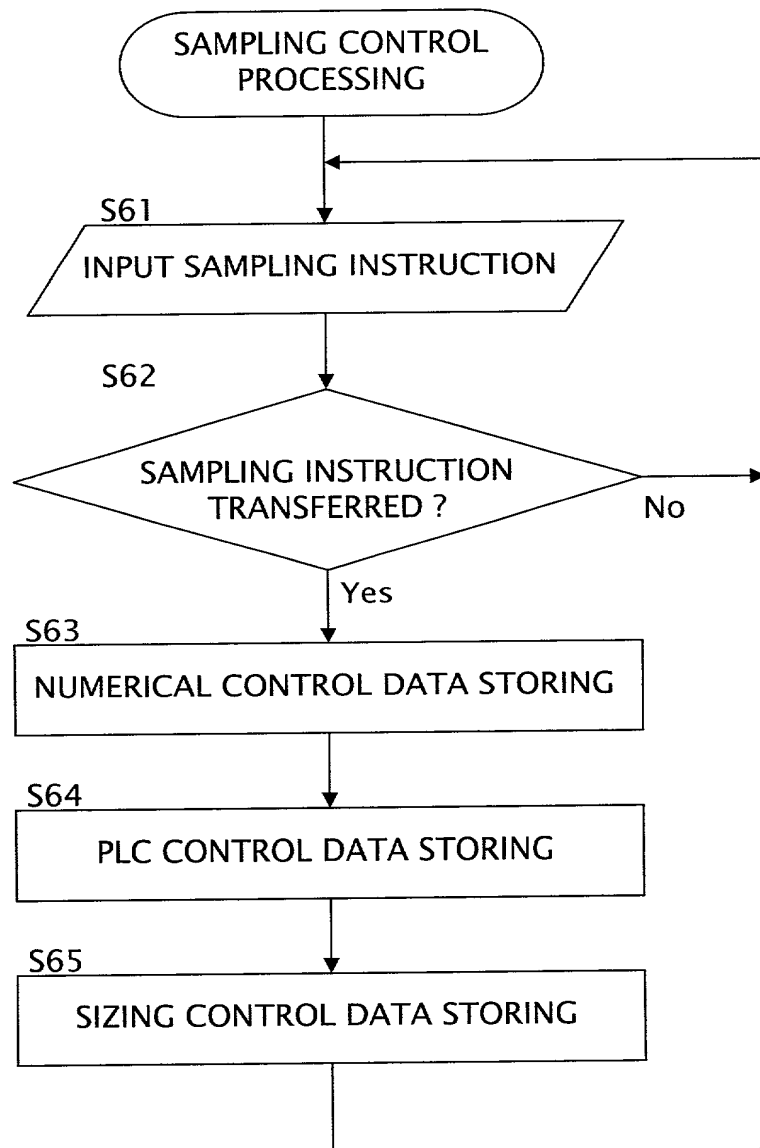 SAMPLING CONTROL
PROCESSING
S61
INPUT SAMPLING INSTRUCTION
S62
SAMPLING INSTRUCTION
TRANSFERRED ?
No
Yes
S63
NUMERICAL CONTROL DATA STORING
S64
PLC CONTROL DATA STORING
S65
SIZING CONTROL DATA STORING